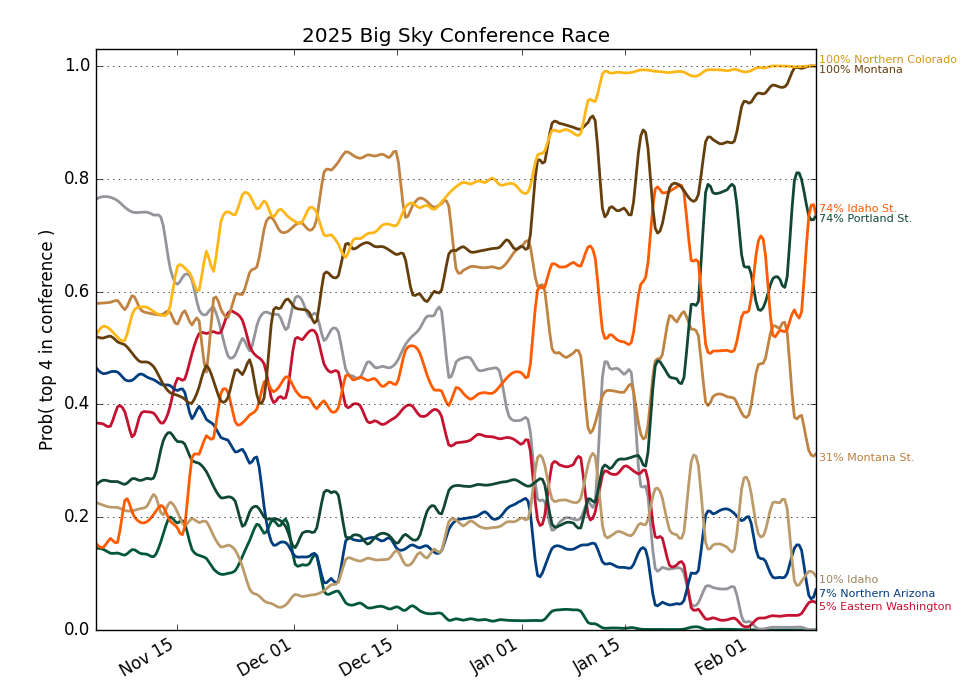 2025 Big Sky Conference Race
Prob( top 4 in conference )
1.0
0.8
0.6
0.4
0.2
0.0
Nov 15
Dec 01
Dec 15
Jan 01
Jan 15
Feb 01
100% Northern Colorado
100% Montana
74% Idaho St.
74% Portland St.
31% Montana St.
10% Idaho
7% Northern Arizona
5% Eastern Washington